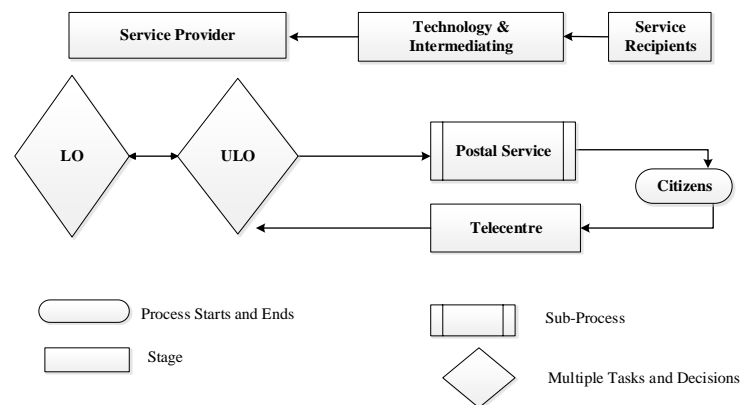 Service Provider
Technology &
Intermediating
Service
Recipients
LO
ULO
Postal Service
Citizens
Telecentre
Process Starts and Ends
Sub-Process
Stage
Multiple Tasks and Decisions